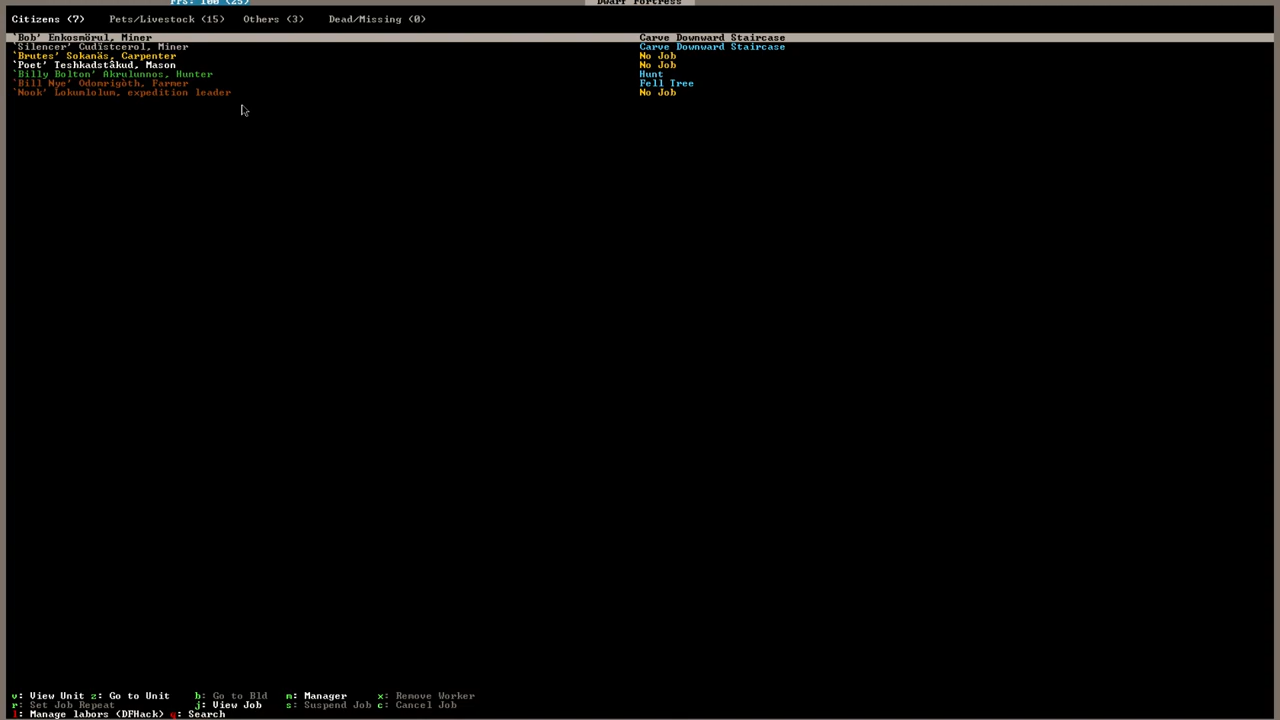 FPS: 100 (25)
Dwarf Fortress
Citizens (7) Pets/Livestock (15) Others (3) Dead/Missing (0)
`Bob' Enkosmörul, Miner Carve Downward Staircase
`Silencer' Cudïstcerol, Miner Carve Downward Staircase
`Brutes' Sokanäs, Carpenter No Job
`Poet' Teshkadstâkud, Mason No Job
`Billy Bolton' Akrulunnos, Hunter Hunt
`Bill Nye' Odomrigòth, Farmer Fell Tree
`Nook' Lokumlolum, expedition leader No Job
v: View Unit z: Go to Unit b: Go to Bld m: Manager x: Remove Worker
r: Set Job Repeat j: View Job s: Suspend Job c: Cancel Job
l: Manage labors (DFHack) q: Search